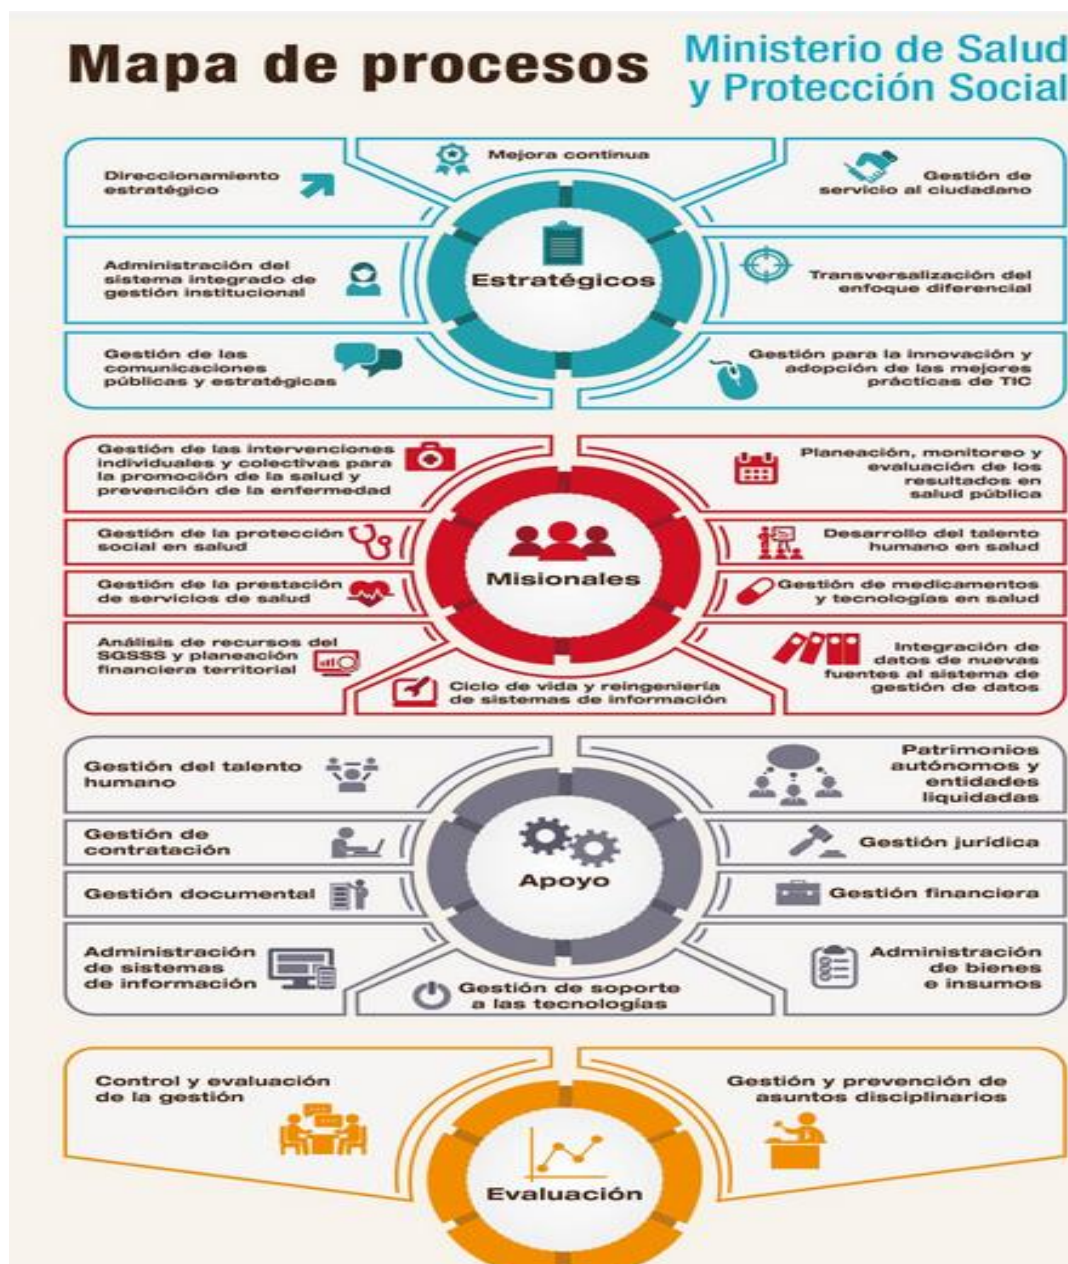 Mapa de procesos
Ministerio de Salud
y Protección Social
Mejora continua
Direccionamiento
estratégico
Gestión de
servicio al ciudadano
Administración del
sistema integrado de
gestión institucional
Estratégicos
Transversalización del
enfoque diferencial
Gestión de las
comunicaciones
públicas y estratégicas
Gestión para la innovación y
adopción de las mejores
prácticas de TIC
Gestión de las intervenciones
individuales y colectivas para
la promoción de la salud y
prevención de la enfermedad
Planeación, monitoreo y
evaluación de los
resultados en
salud pública
Gestión de la protección
social en salud
Misionales
Desarrollo del talento
humano en salud
Gestión de la prestación
de servicios de salud
Gestión de medicamentos
y tecnologías en salud
Análisis de recursos del
SGSSS y planeación
financiera territorial
Ciclo de vida y reingeniería
de sistemas de información
Integración de
datos de nuevas
fuentes al sistema de
gestión de datos
Gestión del talento
humano
Patrimonios
autónomos y
entidades
liquidadas
Gestión de
contratación
Apoyo
Gestión jurídica
Gestión documental
Gestión financiera
Administración
de sistemas
de información
Gestión de soporte
a las tecnologías
Administración
de bienes
e insumos
Control y evaluación
de la gestión
Gestión y prevención de
asuntos disciplinarios
Evaluación